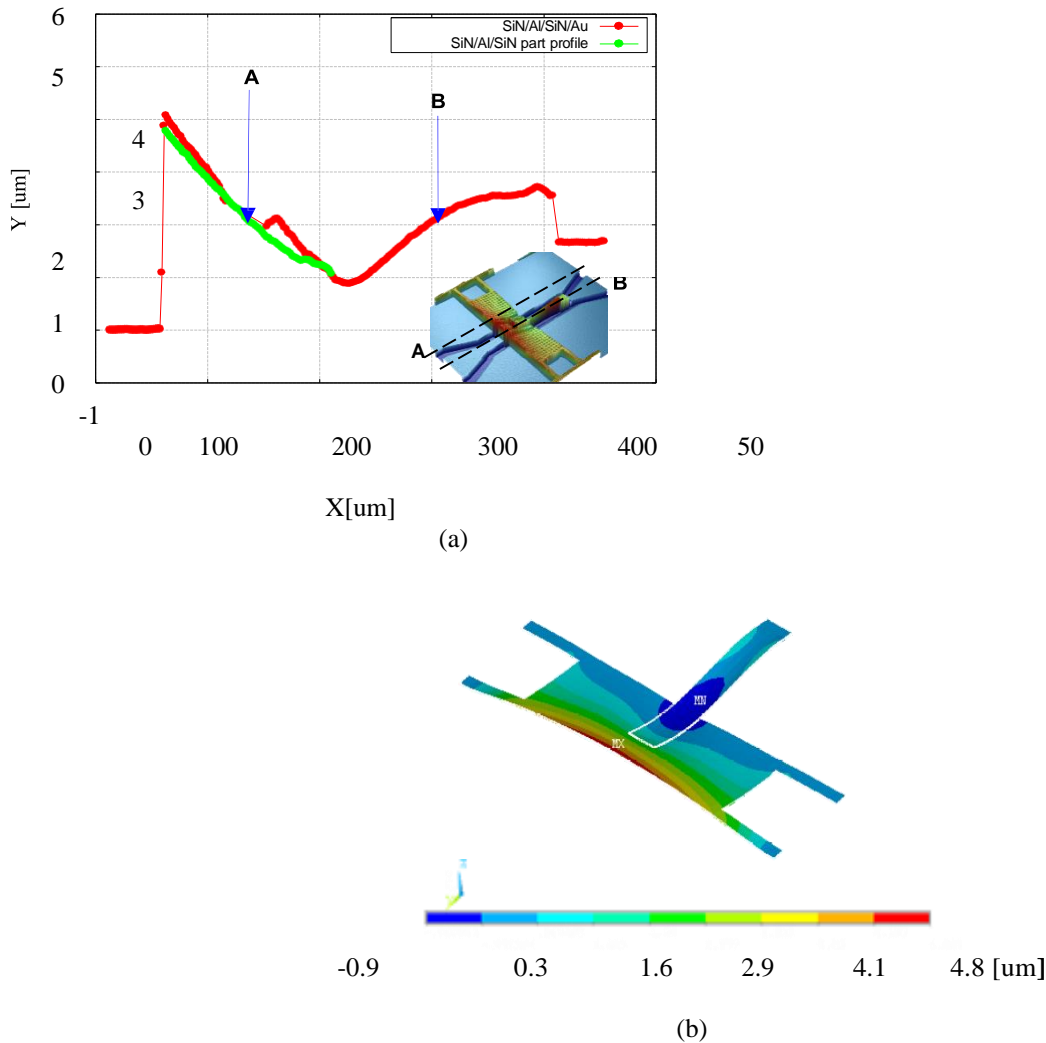 6
SiN/Al/SiN/Au
SiN/Al/SiN part profile
5
A
B
4
3
Y [um]
2
B
1
A
0
-1
0 100 200 300 400 50
X[um]
(a)
MN
MX
-0.9 0.3 1.6 2.9 4.1 4.8 [um]
(b)